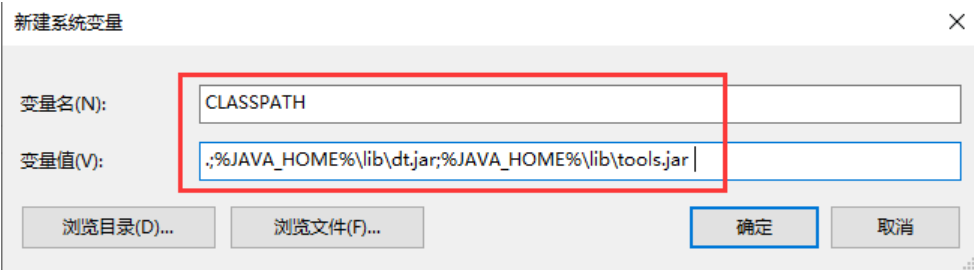 新建系统变量
变量名(N):
CLASSPATH
变量值(V):
.;%JAVA_HOME%\lib\dt.jar;%JAVA_HOME%\lib\tools.jar
浏览目录(D)...
浏览文件(F)...
确定
取消